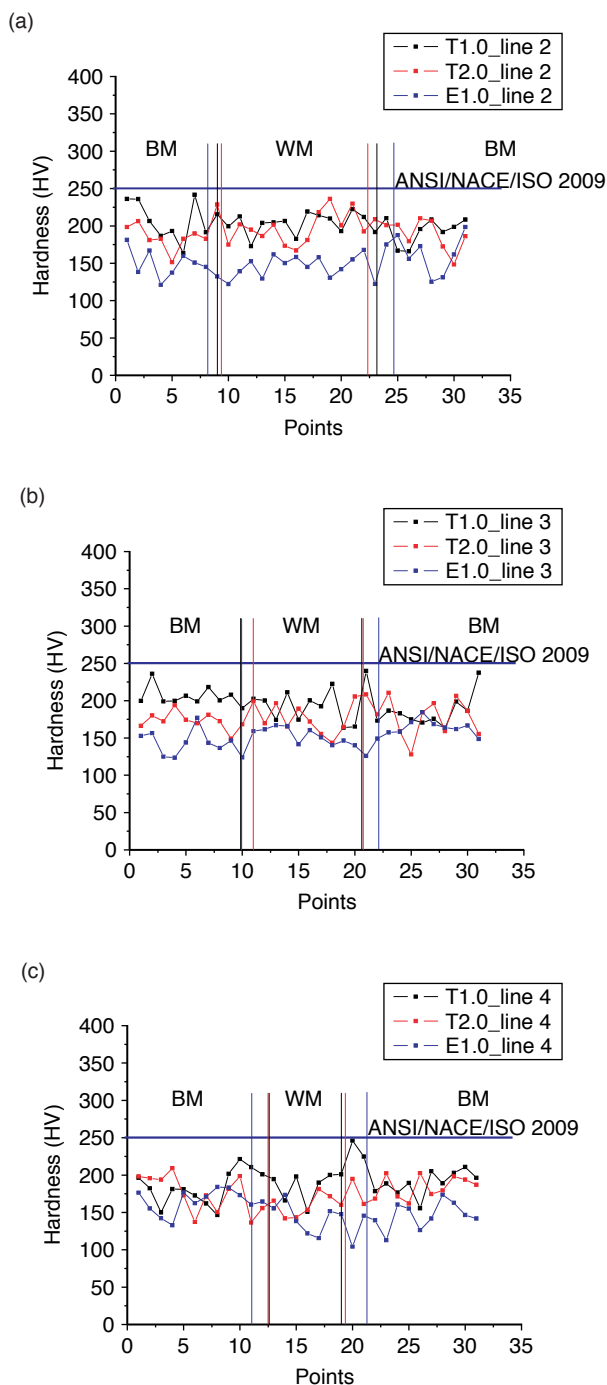 (a)
T1.0_line 2
T2.0_line 2
E1.0_line 2
400
350
300
250
200
150
100
50
0
Hardness (HV)
BM
WM
BM
ANSI/NACE/ISO 2009
0 5 10 15 20 25 30 35
Points
(b)
T1.0_line 3
T2.0_line 3
E1.0_line 3
400
350
300
250
200
150
100
50
0
Hardness (HV)
BM
WM
BM
ANSI/NACE/ISO 2009
0 5 10 15 20 25 30 35
Points
(c)
T1.0_line 4
T2.0_line 4
E1.0_line 4
400
350
300
250
200
150
100
50
0
Hardness (HV)
BM
WM
BM
ANSI/NACE/ISO 2009
0 5 10 15 20 25 30 35
Points